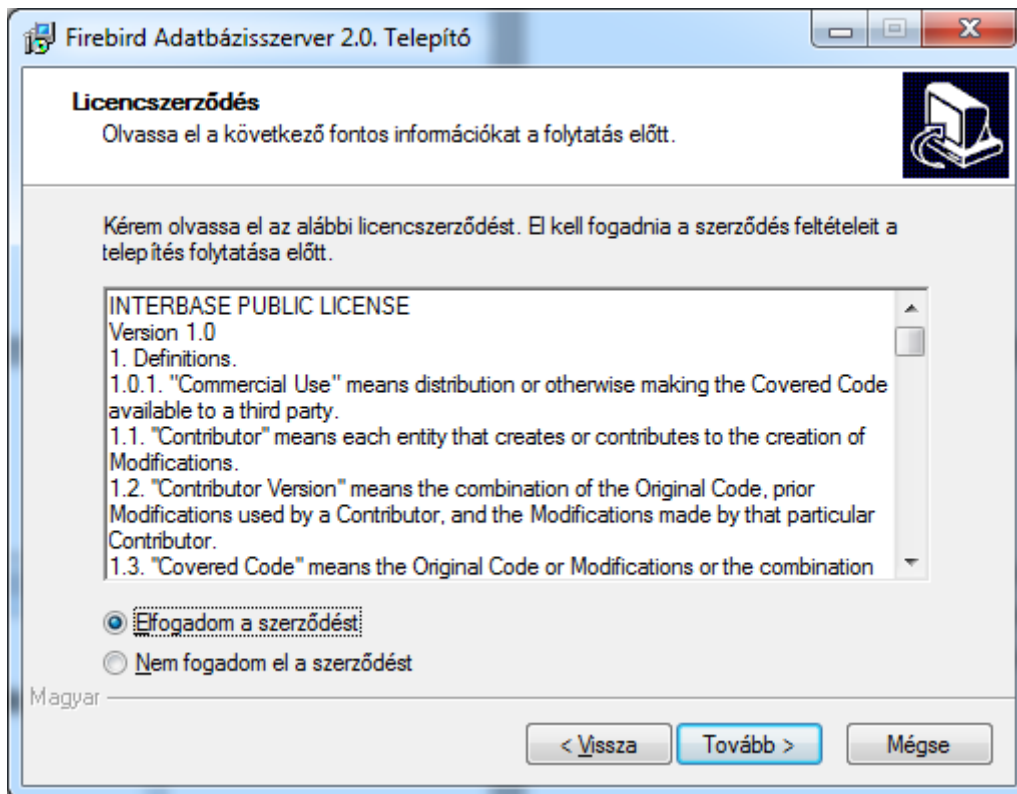 Firebird Adatbázisszerver 2.0. Telepítő
Licencszerződés
Olvassa el a következő fontos információkat a folytatás előtt.
Kérem olvassa el az alábbi licencszerződést. El kell fogadnia a szerződés feltételeit a
telepítés folytatása előtt.
INTERBASE PUBLIC LICENSE
Version 1.0
1. Definitions.
1.0.1. "Commercial Use" means distribution or otherwise making the Covered Code
available to a third party.
1.1. "Contributor" means each entity that creates or contributes to the creation of
Modifications.
1.2. "Contributor Version" means the combination of the Original Code, prior
Modifications used by a Contributor, and the Modifications made by that particular
Contributor.
1.3. "Covered Code" means the Original Code or Modifications or the combination
Elfogadom a szerződést
Nem fogadom el a szerződést
Magyar
< Vissza
Tovább >
Mégse